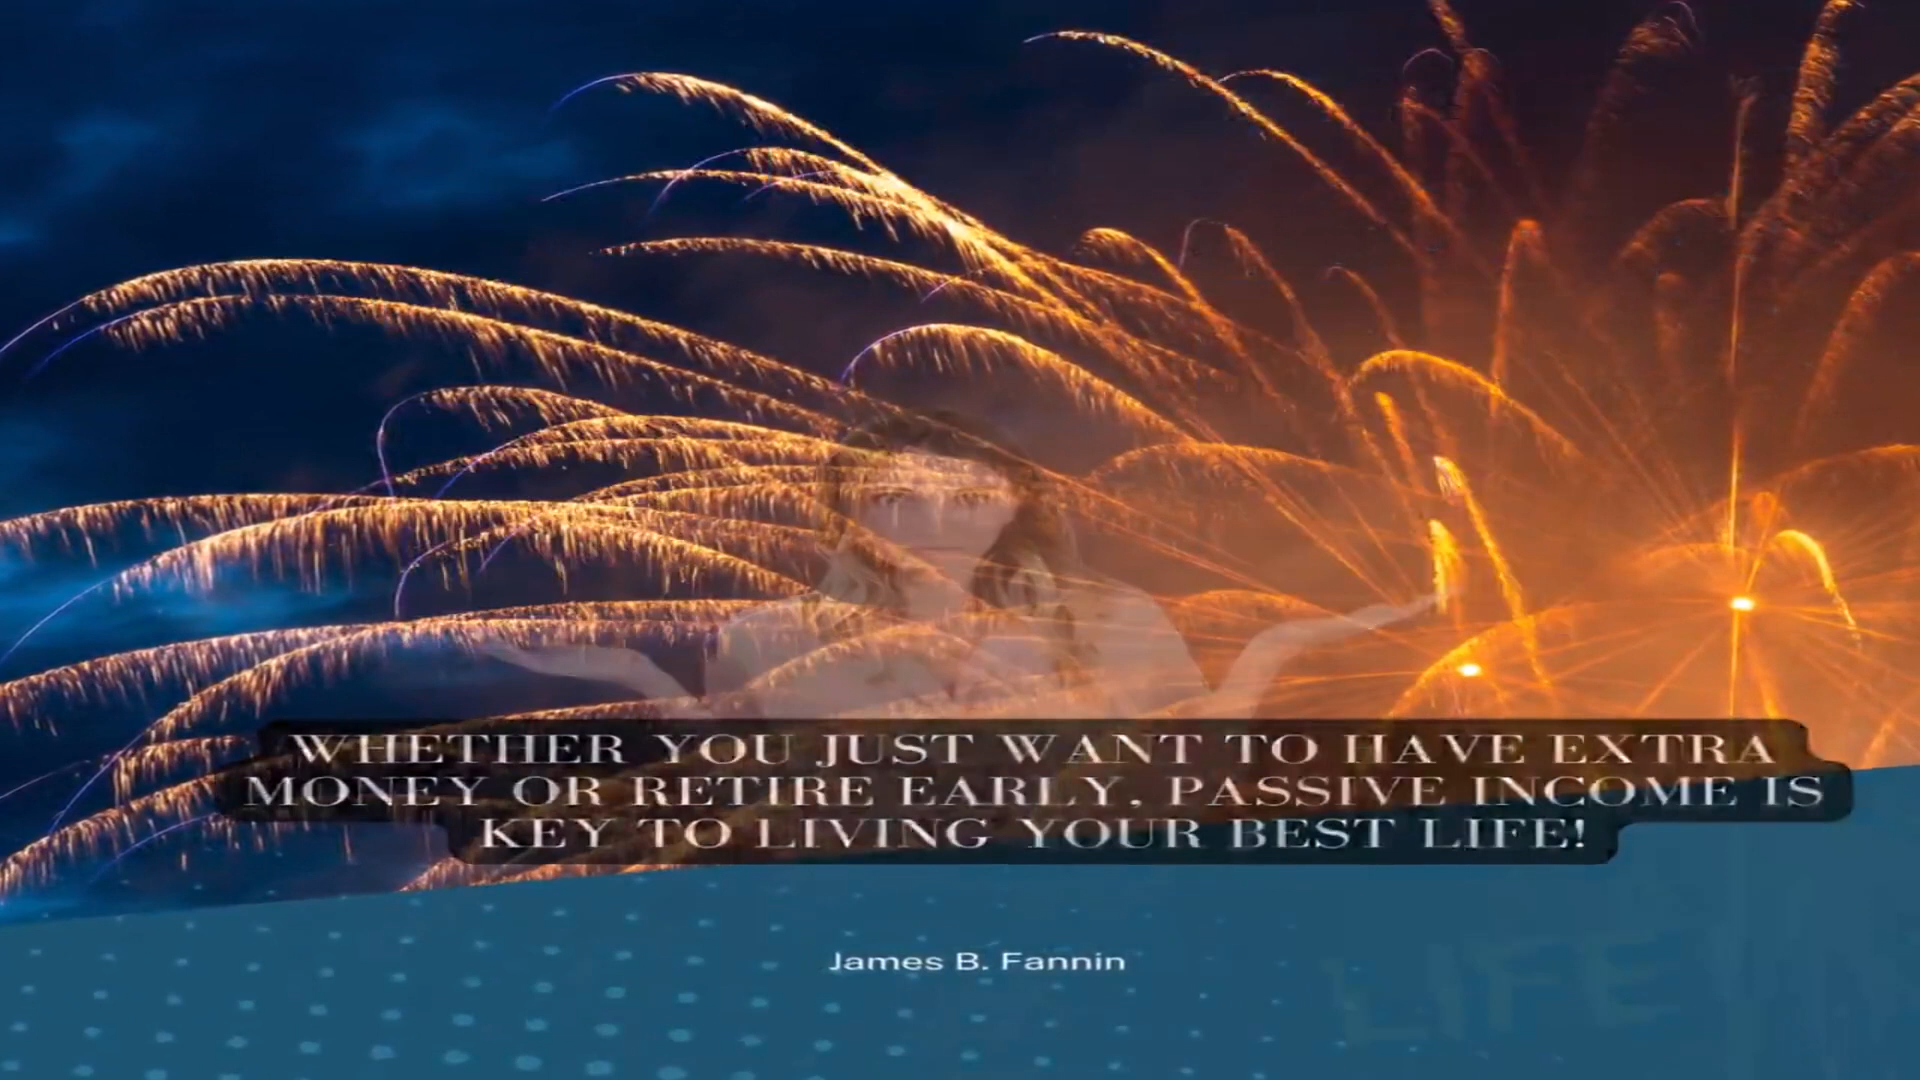 WHETHER YOU JUST WANT TO HAVE EXTRA
MONEY OR RETIRE EARLY, PASSIVE INCOME IS
KEY TO LIVING YOUR BEST LIFE!
James B. Fannin
LIFE